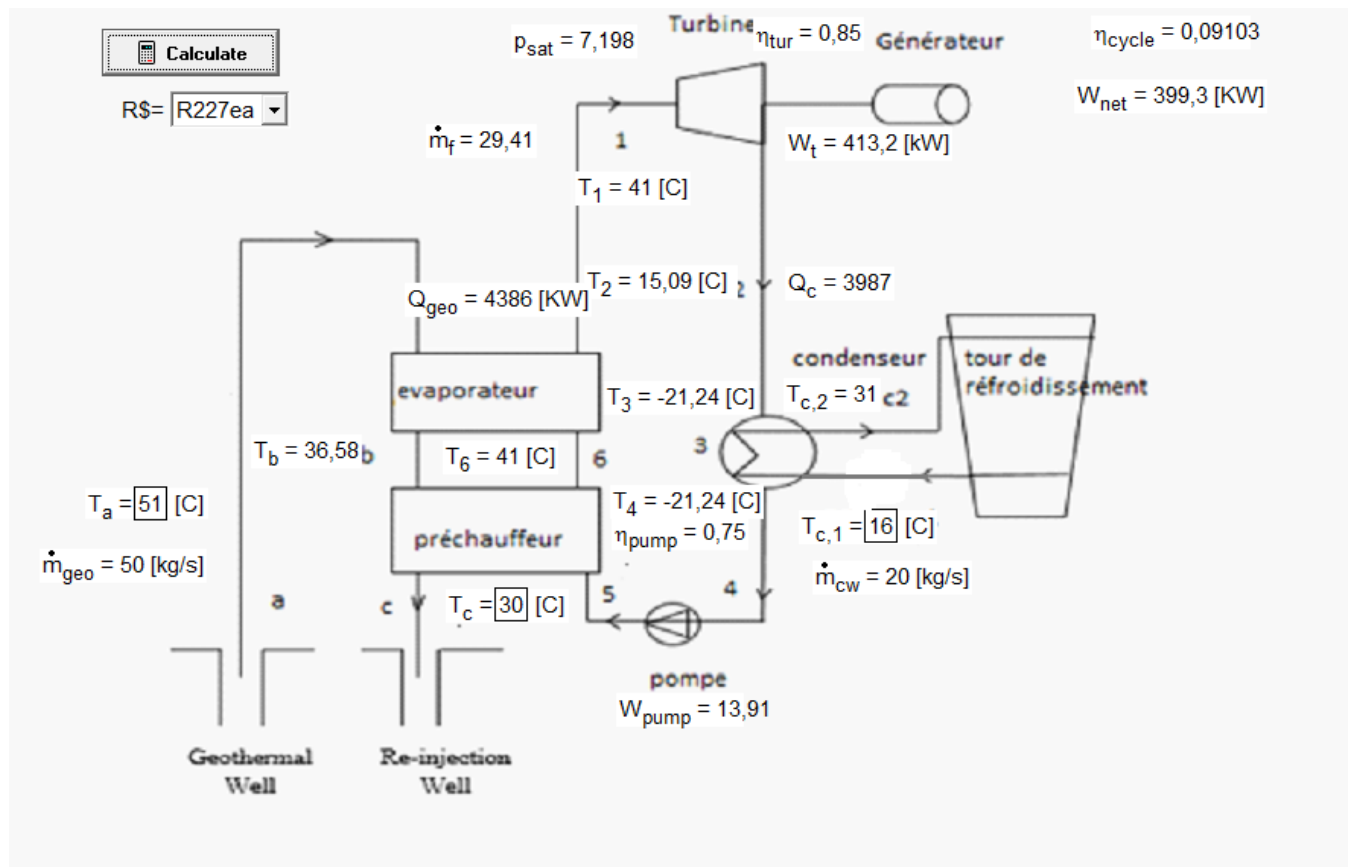 Calculate
R$= R227ea
p_sat = 7,198
Turbine
η_tur = 0,85
Générateur
η_cycle = 0,09103
W_net = 399,3 [KW]
ṁ_f = 29,41
1
W_t = 413,2 [kW]
T_1 = 41 [C]
T_2 = 15,09 [C]
2
Q_c = 3987
Q_geo = 4386 [KW]
condenseur
tour de
réfroidissement
evaporateur
T_3 = -21,24 [C]
T_c,2 = 31
c2
3
T_b = 36,58
b
T_6 = 41 [C]
6
T_a = 51 [C]
T_4 = -21,24 [C]
T_c,1 = 16 [C]
préchauffeur
η_pump = 0,75
ṁ_geo = 50 [kg/s]
ṁ_cw = 20 [kg/s]
a
c
T_c = 30 [C]
5
4
pompe
W_pump = 13,91
Geothermal
Well
Re-injection
Well